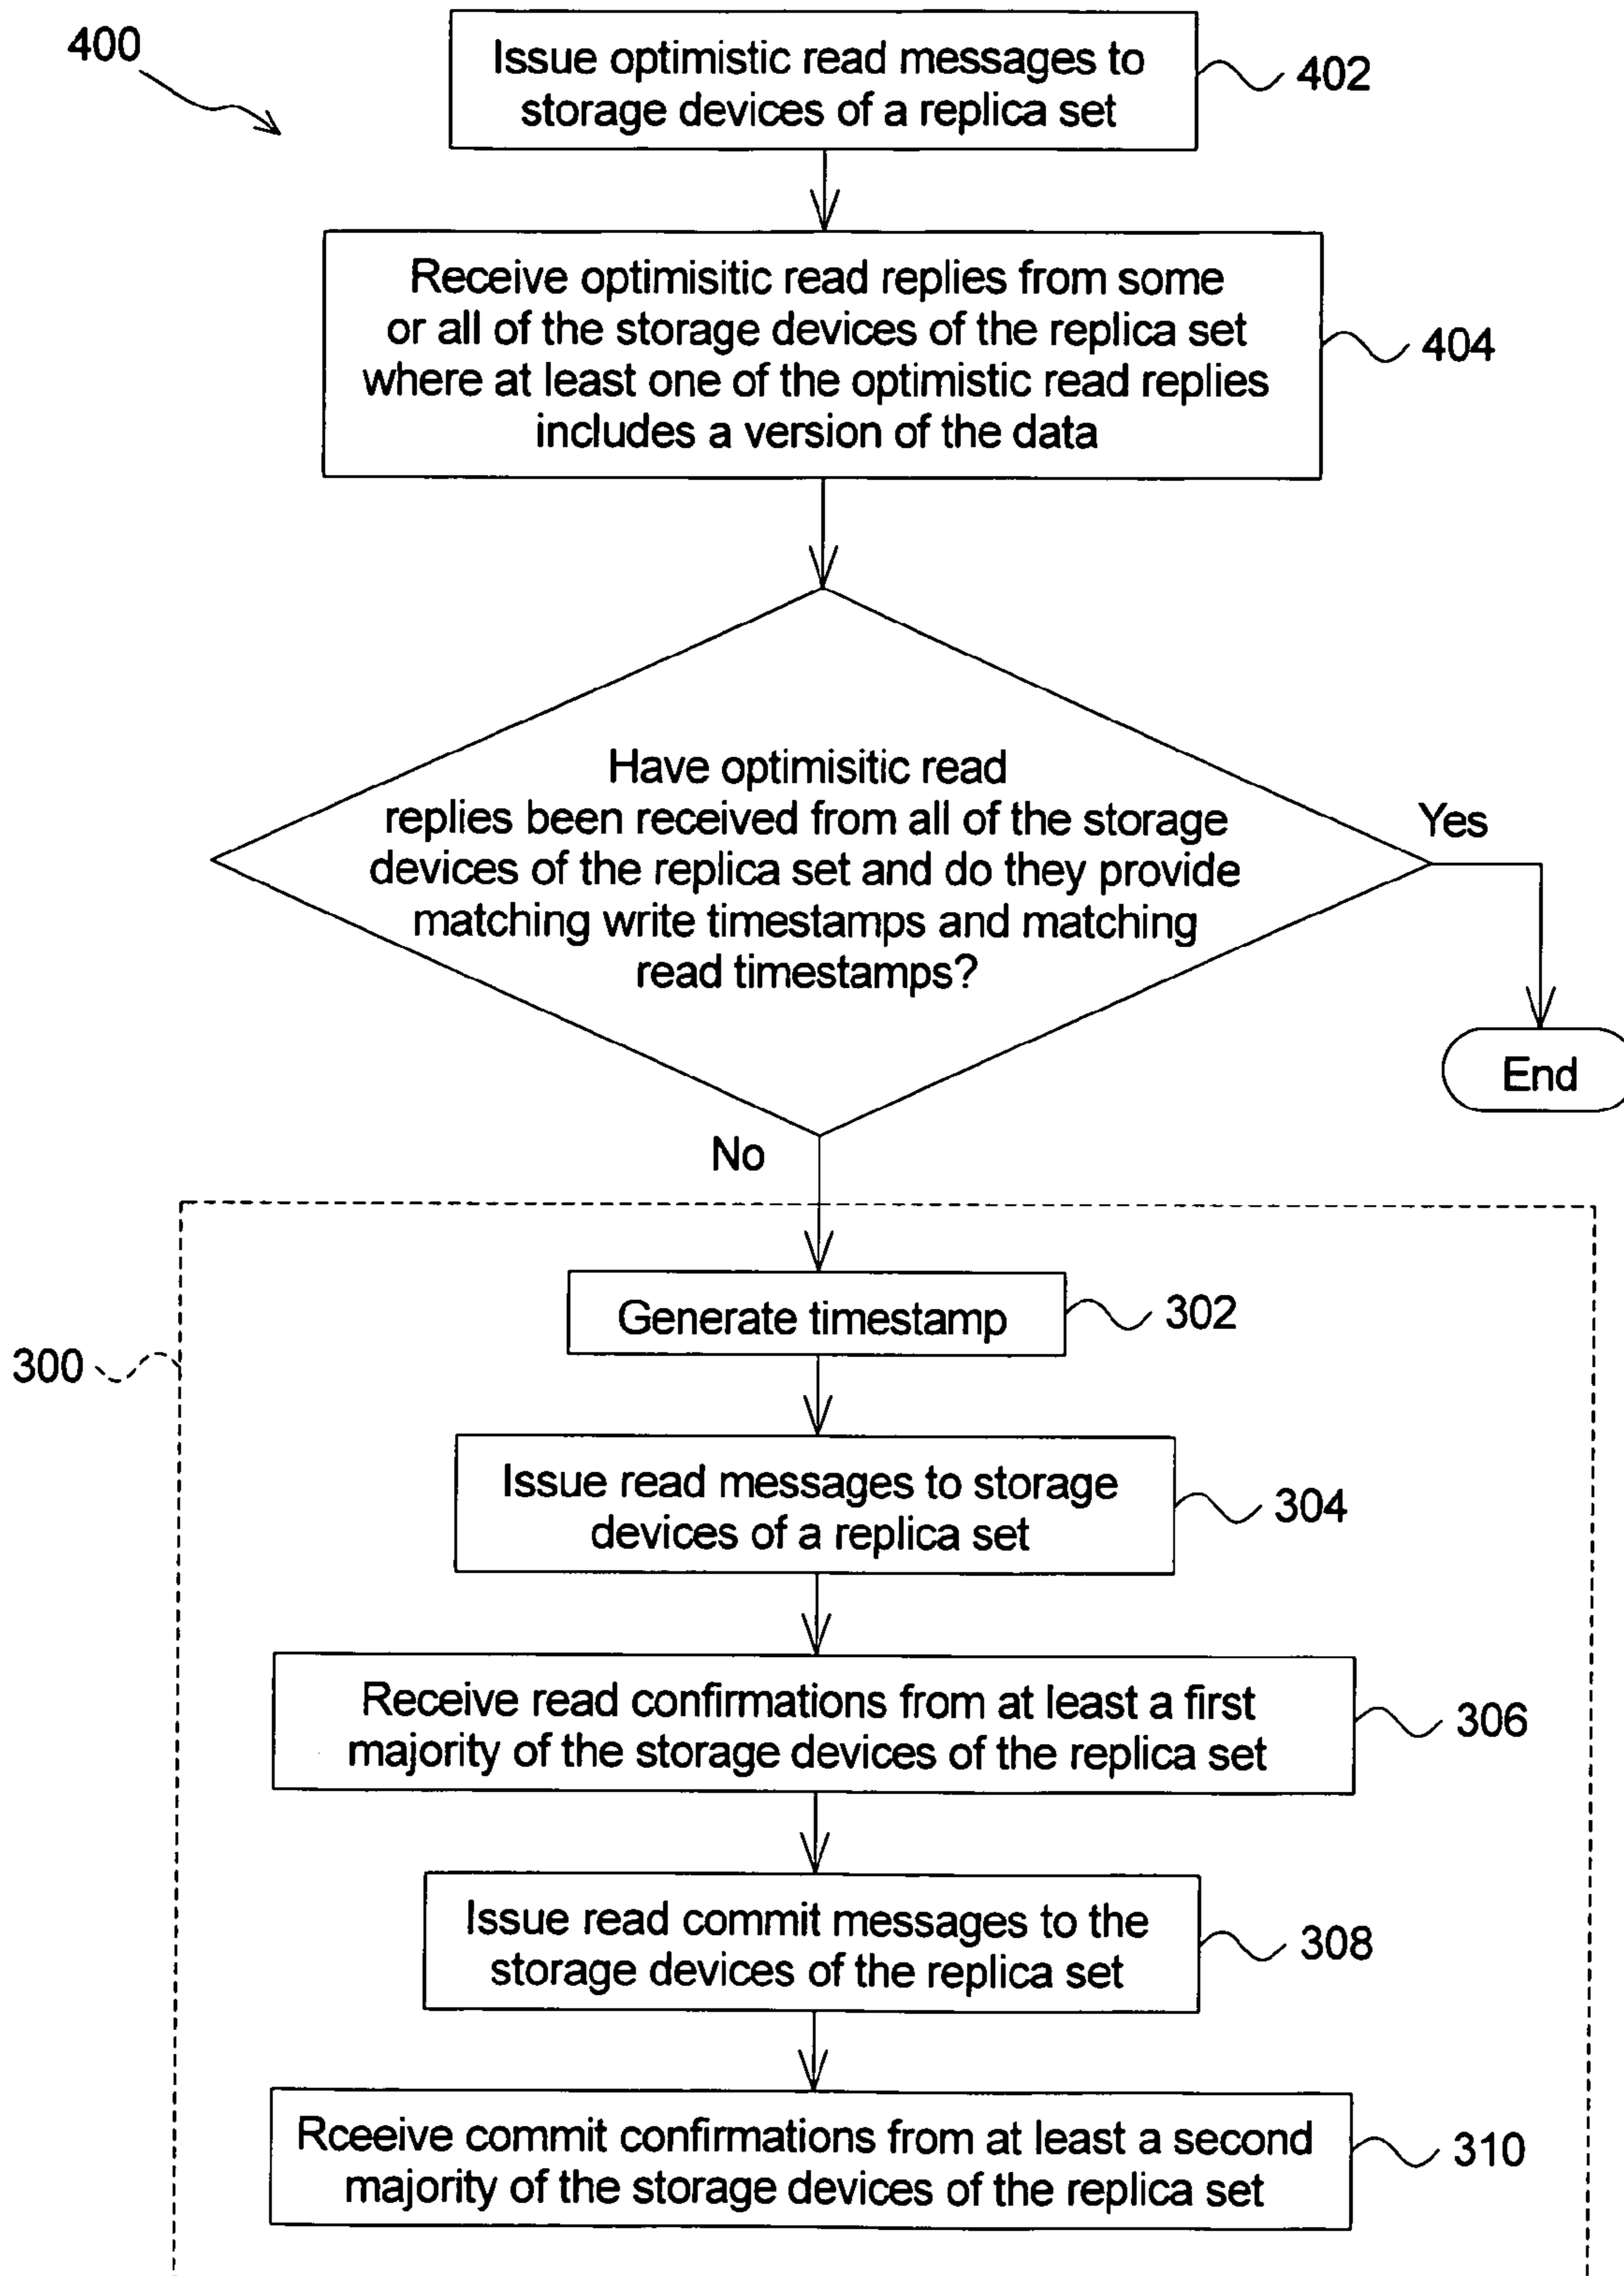 400
Issue optimistic read messages to
storage devices of a replica set
402
Receive optimisitic read replies from some
or all of the storage devices of the replica set
where at least one of the optimistic read replies
includes a version of the data
404
Have optimisitic read
replies been received from all of the storage
devices of the replica set and do they provide
matching write timestamps and matching
read timestamps?
Yes
End
No
300
Generate timestamp
302
Issue read messages to storage
devices of a replica set
304
Receive read confirmations from at least a first
majority of the storage devices of the replica set
306
Issue read commit messages to the
storage devices of the replica set
308
Rceeive commit confirmations from at least a second
majority of the storage devices of the replica set
310